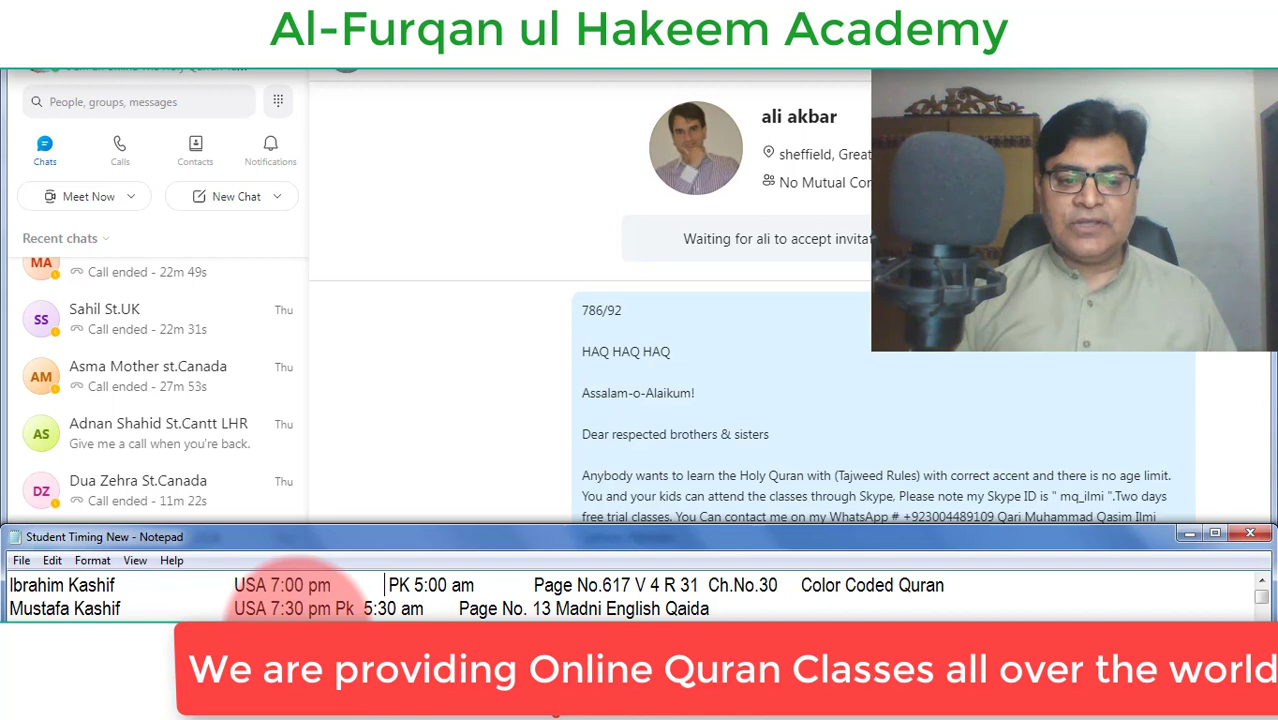 Al-Furqan ul Hakeem Academy
People, groups, messages
Chats
Calls
Contacts
Notifications
Meet Now
New Chat
Recent chats
MA
Call ended - 22m 49s
SS
Sahil St.UK
Thu
Call ended - 22m 31s
AM
Asma Mother st.Canada
Thu
Call ended - 27m 53s
AS
Adnan Shahid St.Cantt LHR
Thu
Give me a call when you're back.
DZ
Dua Zehra St.Canada
Thu
Call ended - 11m 22s
ali akbar
sheffield, Great
No Mutual Con
Waiting for ali to accept invita
786/92
HAQ HAQ HAQ
Assalam-o-Alaikum!
Dear respected brothers & sisters
Anybody wants to learn the Holy Quran with (Tajweed Rules) with correct accent and there is no age limit.
You and your kids can attend the classes through Skype, Please note my Skype ID is " mq_ilmi ".Two days
free trial classes. You Can contact me on my WhatsApp # +923004489109 Qari Muhammad Qasim Ilmi
Student Timing New - Notepad
File Edit Format View Help
Ibrahim Kashif USA 7:00 pm PK 5:00 am Page No.617 V 4 R 31 Ch.No.30 Color Coded Quran
Mustafa Kashif USA 7:30 pm Pk 5:30 am Page No. 13 Madni English Qaida
We are providing Online Quran Classes all over the world